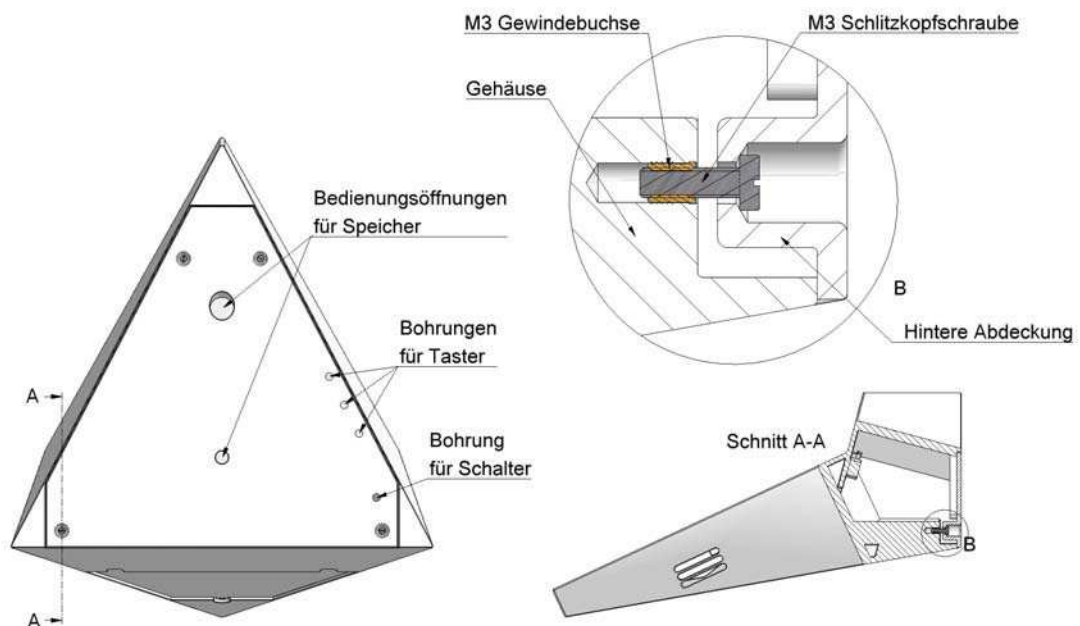 M3 Gewindebuchse
M3 Schlitzkopfschraube
Gehäuse
B
Hintere Abdeckung
Bedienungsöffnungen
für Speicher
Bohrungen
für Taster
Bohrung
für Schalter
A
A
Schnitt A-A
B